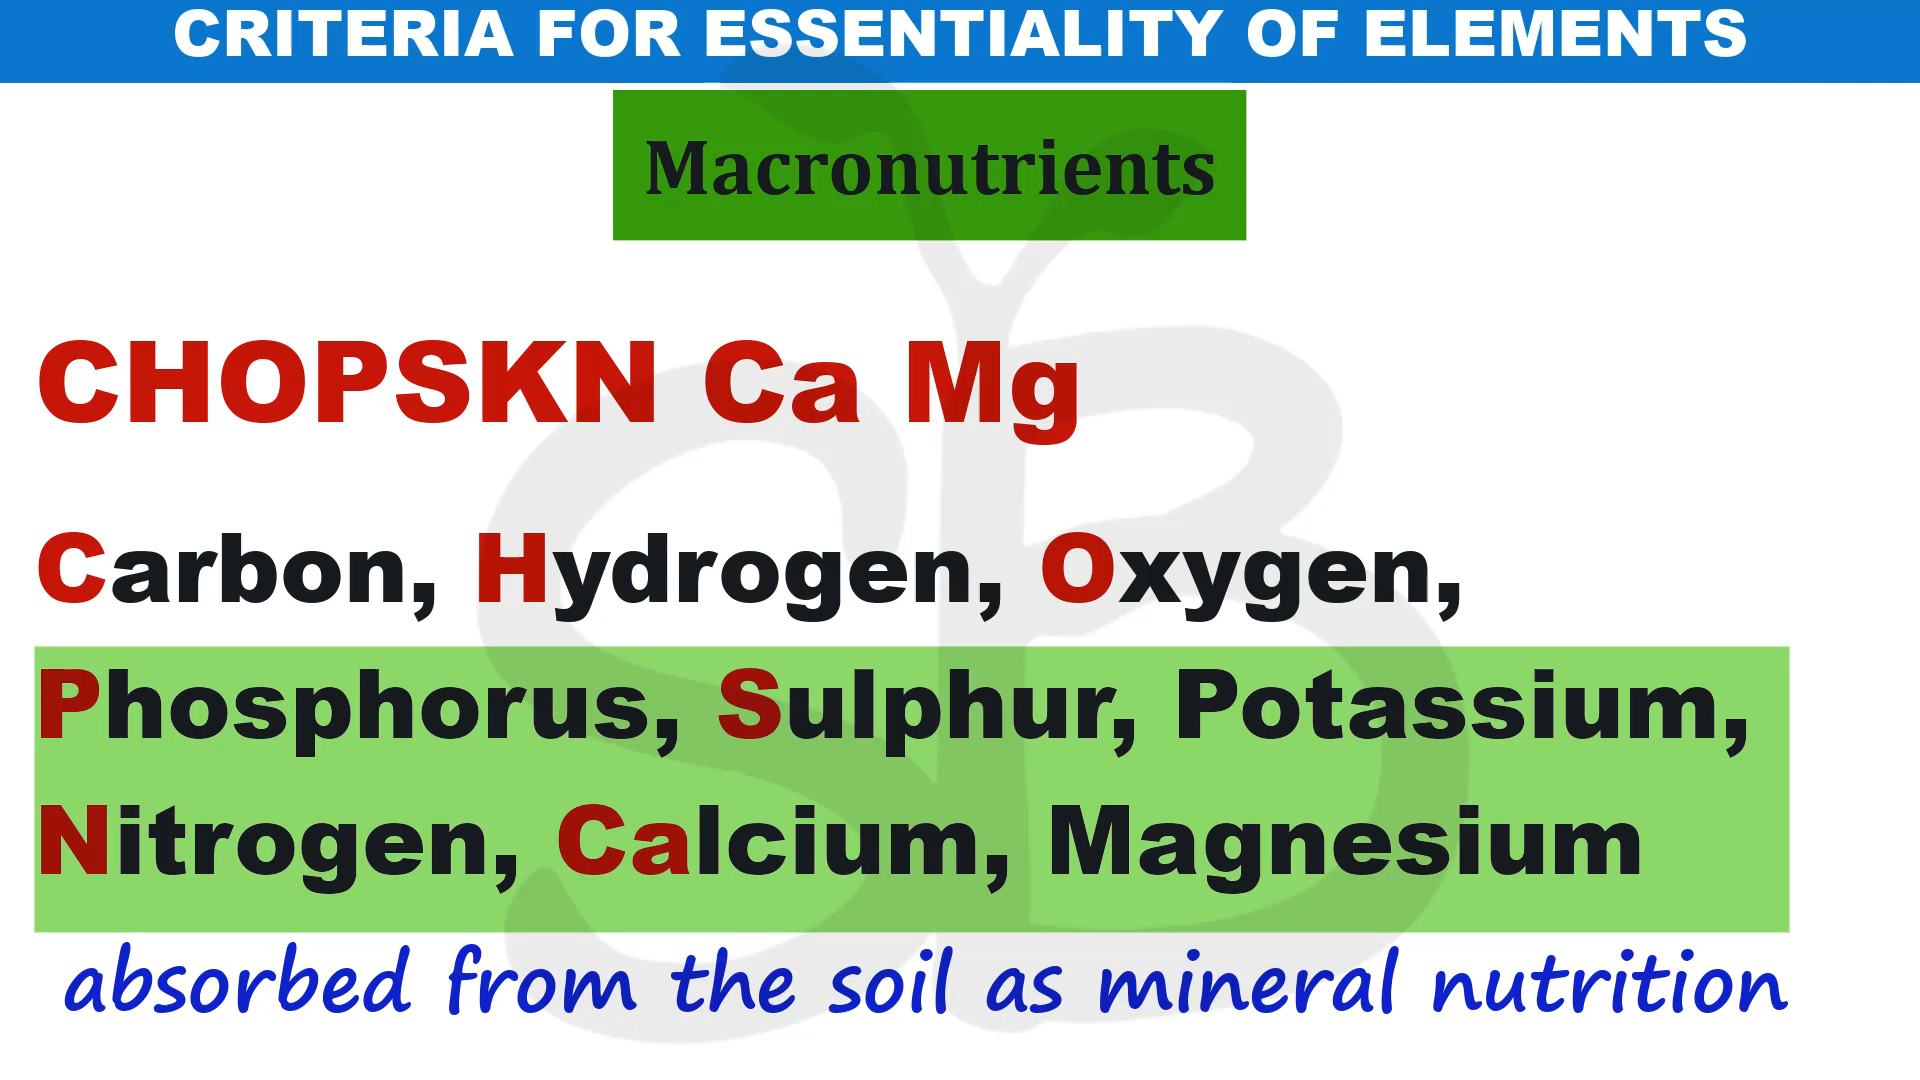 CRITERIA FOR ESSENTIALITY OF ELEMENTS
Macronutrients
CHOPSKN Ca Mg
Carbon, Hydrogen, Oxygen,
Phosphorus, Sulphur, Potassium,
Nitrogen, Calcium, Magnesium
absorbed from the soil as mineral nutrition
SB